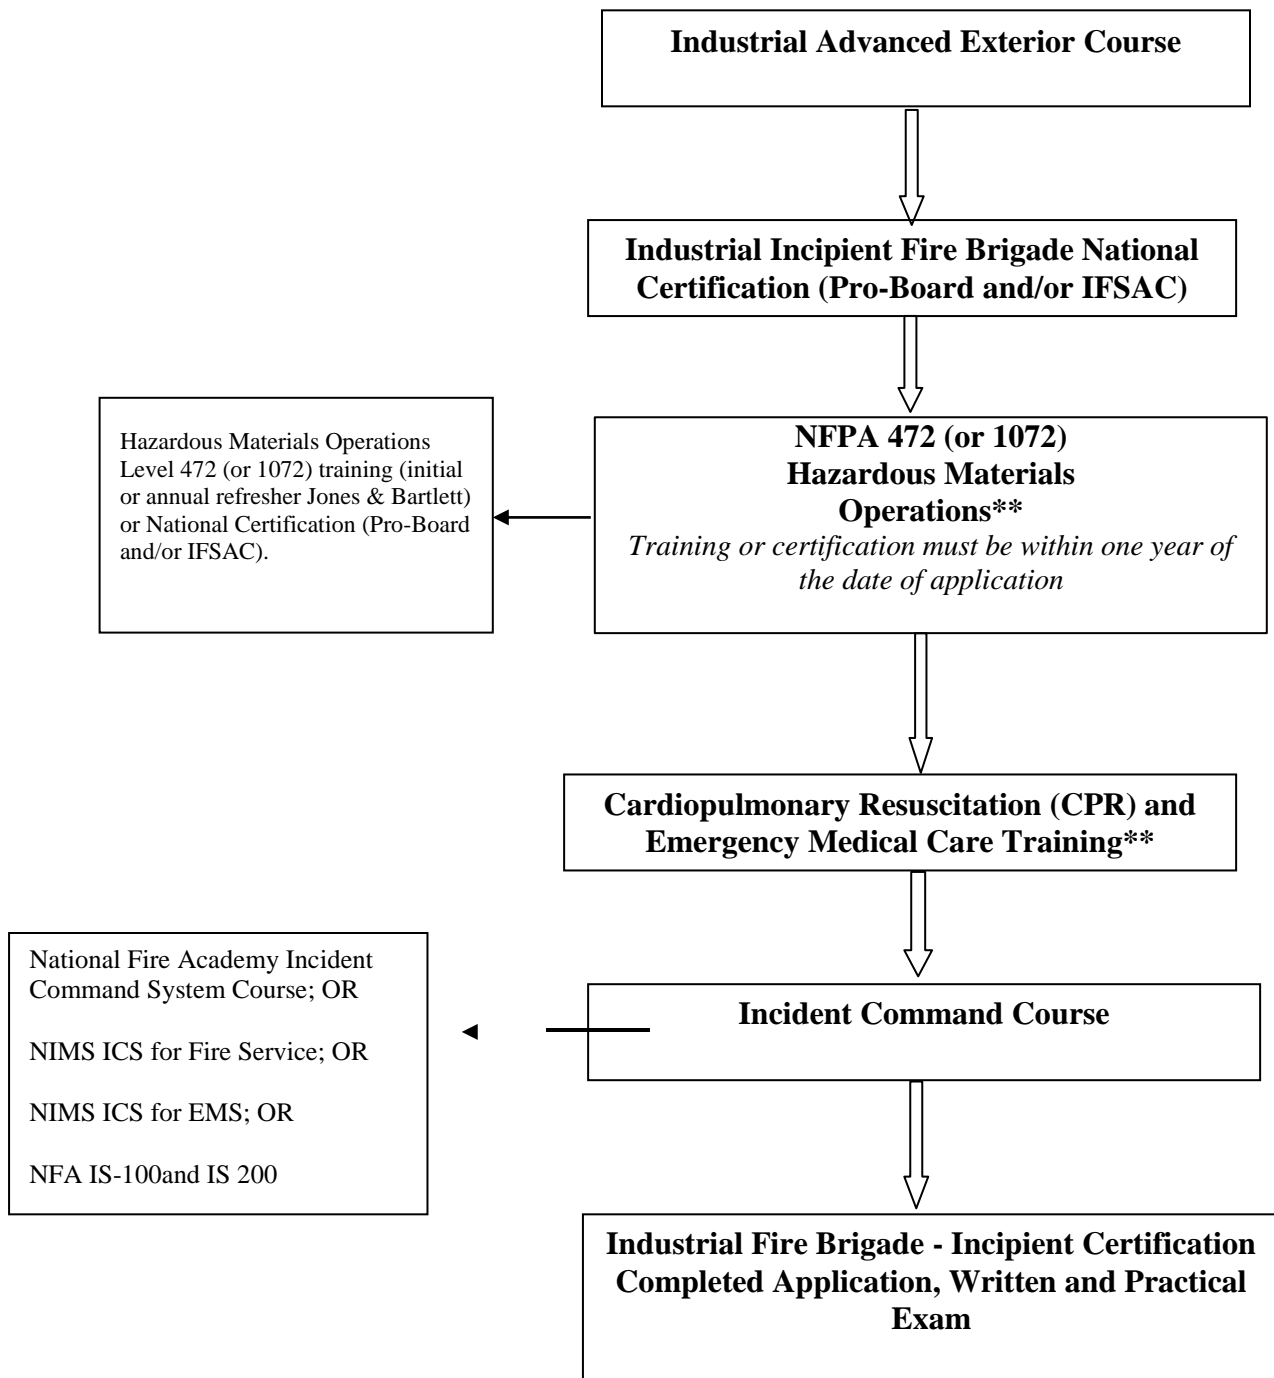 Industrial Advanced Exterior Course
Industrial Incipient Fire Brigade National
Certification (Pro-Board and/or IFSAC)
Hazardous Materials Operations
Level 472 (or 1072) training (initial
or annual refresher Jones & Bartlett)
or National Certification (Pro-Board
and/or IFSAC).
NFPA 472 (or 1072)
Hazardous Materials
Operations**
Training or certification must be within one year of
the date of application
Cardiopulmonary Resuscitation (CPR) and
Emergency Medical Care Training**
National Fire Academy Incident
Command System Course; OR
NIMS ICS for Fire Service; OR
NIMS ICS for EMS; OR
NFA IS-100and IS 200
Incident Command Course
Industrial Fire Brigade - Incipient Certification
Completed Application, Written and Practical
Exam